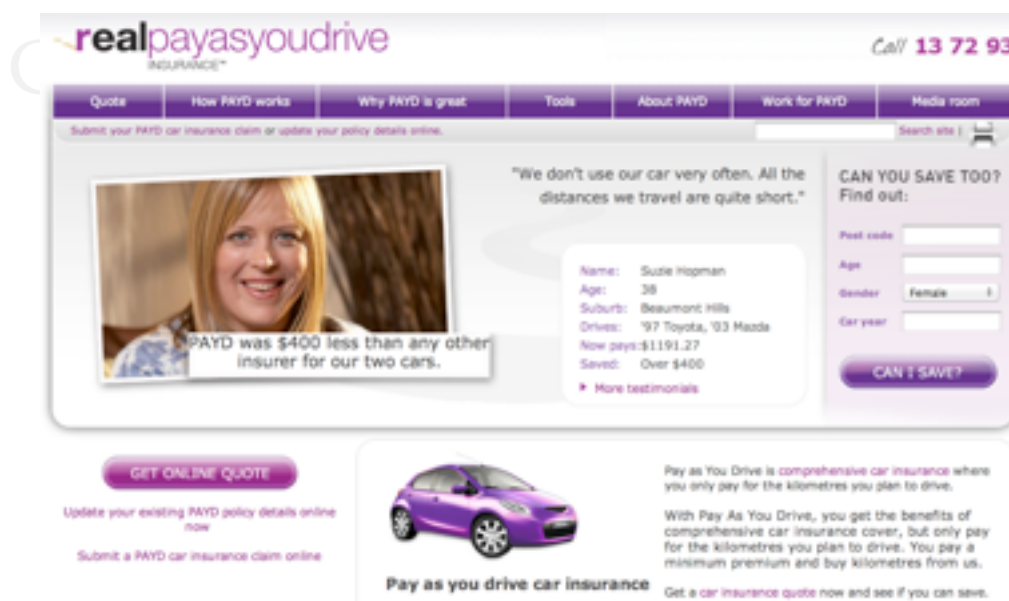 realpayasyoudrive
INSURANCE™
Call 13 72 93
Quote How PAYD works Why PAYD is great Tools About PAYD Work for PAYD Media room
Submit your PAYD car insurance claim or update your policy details online.
Search site |
"We don't use our car very often. All the
distances we travel are quite short."
PAYD was $400 less than any other
insurer for our two cars.
Name: Suzie Hopman
Age: 38
Suburb: Beaumont Hills
Drives: '97 Toyota, '03 Mazda
Now pays: $1191.27
Saved: Over $400
More testimonials
CAN YOU SAVE TOO?
Find out:
Post code
Age
Gender Female
Car year
CAN I SAVE?
GET ONLINE QUOTE
Update your existing PAYD policy details online
now
Submit a PAYD car insurance claim online
Pay as you drive car insurance
Pay as You Drive is comprehensive car insurance where
you only pay for the kilometres you plan to drive.
With Pay As You Drive, you get the benefits of
comprehensive car insurance cover, but only pay
for the kilometres you plan to drive. You pay a
minimum premium and buy kilometres from us.
Get a car insurance quote now and see if you can save.